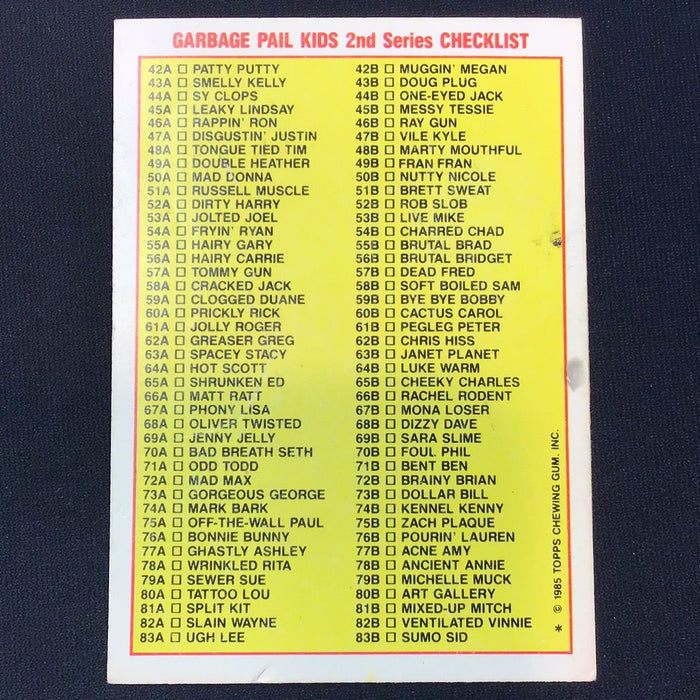 GARBAGE PAIL KIDS 2nd Series CHECKLIST
42A □ PATTY PUTTY
43A □ SMELLY KELLY
44A □ SY CLOPS
45A □ LEAKY LINDSAY
46A □ RAPPIN' RON
47A □ DISGUSTIN' JUSTIN
48A □ TONGUE TIED TIM
49A □ DOUBLE HEATHER
50A □ MAD DONNA
51A □ RUSSELL MUSCLE
52A □ DIRTY HARRY
53A □ JOLTED JOEL
54A □ FRYIN' RYAN
55A □ HAIRY GARY
56A □ HAIRY CARRIE
57A □ TOMMY GUN
58A □ CRACKED JACK
59A □ CLOGGED DUANE
60A □ PRICKLY RICK
61A □ JOLLY ROGER
62A □ GREASER GREG
63A □ SPACEY STACY
64A □ HOT SCOTT
65A □ SHRUNKEN ED
66A □ MATT RATT
67A □ PHONY LISA
68A □ OLIVER TWISTED
69A □ JENNY JELLY
70A □ BAD BREATH SETH
71A □ ODD TODD
72A □ MAD MAX
73A □ GORGEOUS GEORGE
74A □ MARK BARK
75A □ OFF-THE-WALL PAUL
76A □ BONNIE BUNNY
77A □ GHASTLY ASHLEY
78A □ WRINKLED RITA
79A □ SEWER SUE
80A □ TATTOO LOU
81A □ SPLIT KIT
82A □ SLAIN WAYNE
83A □ UGH LEE
42B □ MUGGIN' MEGAN
43B □ DOUG PLUG
44B □ ONE-EYED JACK
45B □ MESSY TESSIE
46B □ RAY GUN
47B □ VILE KYLE
48B □ MARTY MOUTHFUL
49B □ FRAN FRAN
50B □ NUTTY NICOLE
51B □ BRETT SWEAT
52B □ ROB SLOB
53B □ LIVE MIKE
54B □ CHARRED CHAD
55B □ BRUTAL BRAD
56B □ BRUTAL BRIDGET
57B □ DEAD FRED
58B □ SOFT BOILED SAM
59B □ BYE BYE BOBBY
60B □ CACTUS CAROL
61B □ PEGLEG PETER
62B □ CHRIS HISS
63B □ JANET PLANET
64B □ LUKE WARM
65B □ CHEEKY CHARLES
66B □ RACHEL RODENT
67B □ MONA LOSER
68B □ DIZZY DAVE
69B □ SARA SLIME
70B □ FOUL PHIL
71B □ BENT BEN
72B □ BRAINY BRIAN
73B □ DOLLAR BILL
74B □ KENNEL KENNY
75B □ ZACH PLAQUE
76B □ POURIN' LAUREN
77B □ ACNE AMY
78B □ ANCIENT ANNIE
79B □ MICHELLE MUCK
80B □ ART GALLERY
81B □ MIXED-UP MITCH
82B □ VENTILATED VINNIE
83B □ SUMO SID
* © 1985 TOPPS CHEWING GUM, INC.